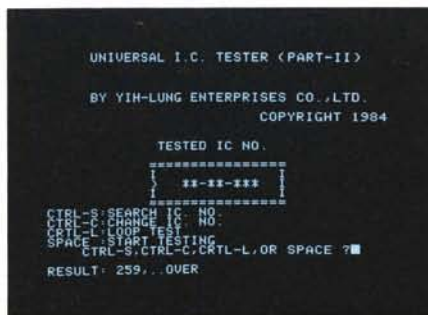 UNIVERSAL I.C. TESTER (PART-II)
BY YIH-LUNG ENTERPRISES CO.,LTD.
COPYRIGHT 1984
TESTED IC NO.
**-**-***
CTRL-S:SEARCH IC. NO.
CTRL-C:CHANGE IC. NO.
CRTL-L:LOOP TEST
SPACE :START TESTING
CTRL-S,CTRL-C,CRTL-L,OR SPACE ?
RESULT: 259,..OVER